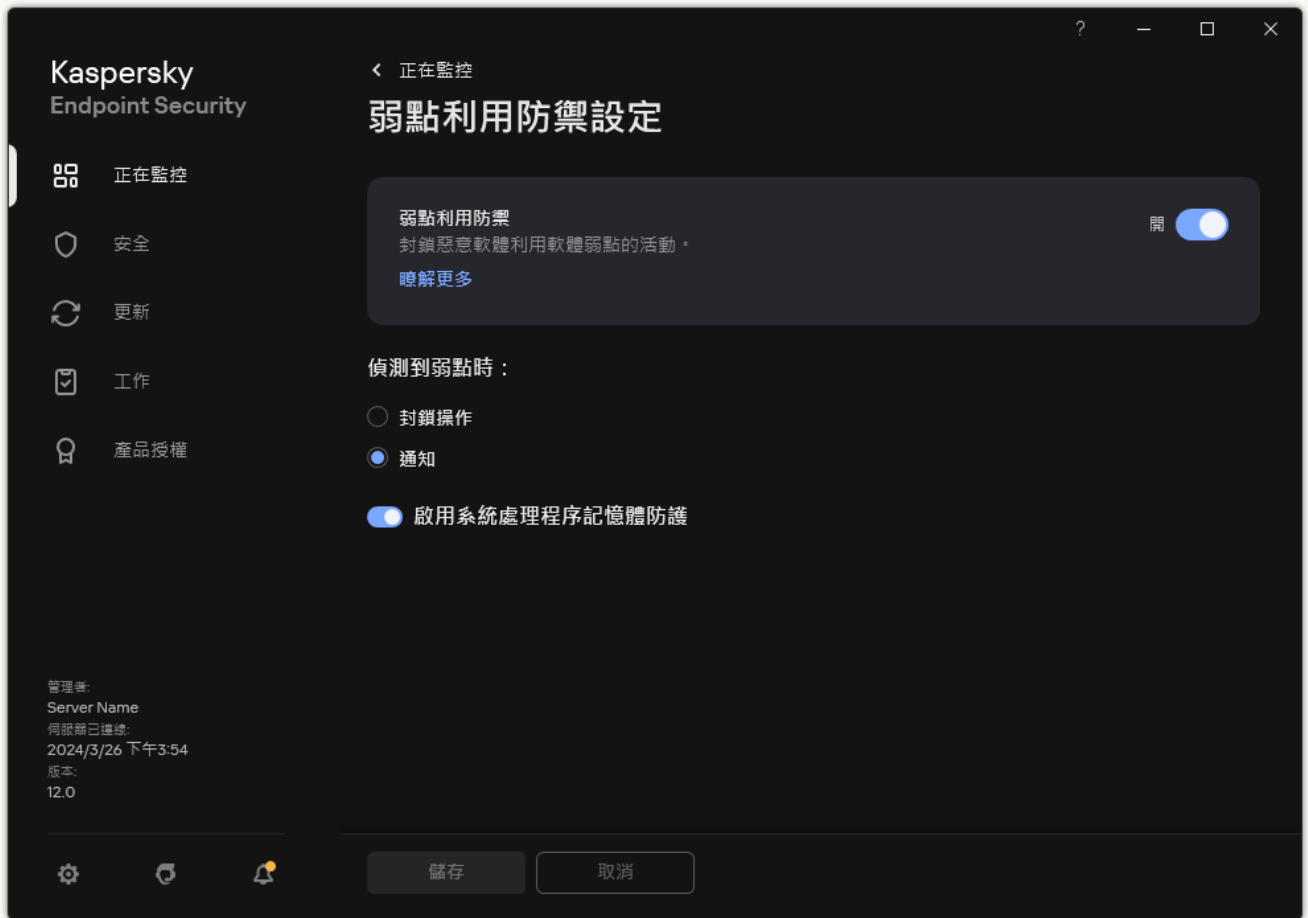 ?
Kaspersky
Endpoint Security
正在監控
安全
更新
工作
產品授權
管理者:
Server Name
伺服器已連線:
2024/3/26 下午3:54
版本:
12.0
正在監控
弱點利用防禦設定
弱點利用防禦
封鎖惡意軟體利用軟體弱點的活動。
瞭解更多
開
偵測到弱點時：
封鎖操作
通知
啟用系統處理程序記憶體防護
儲存
取消